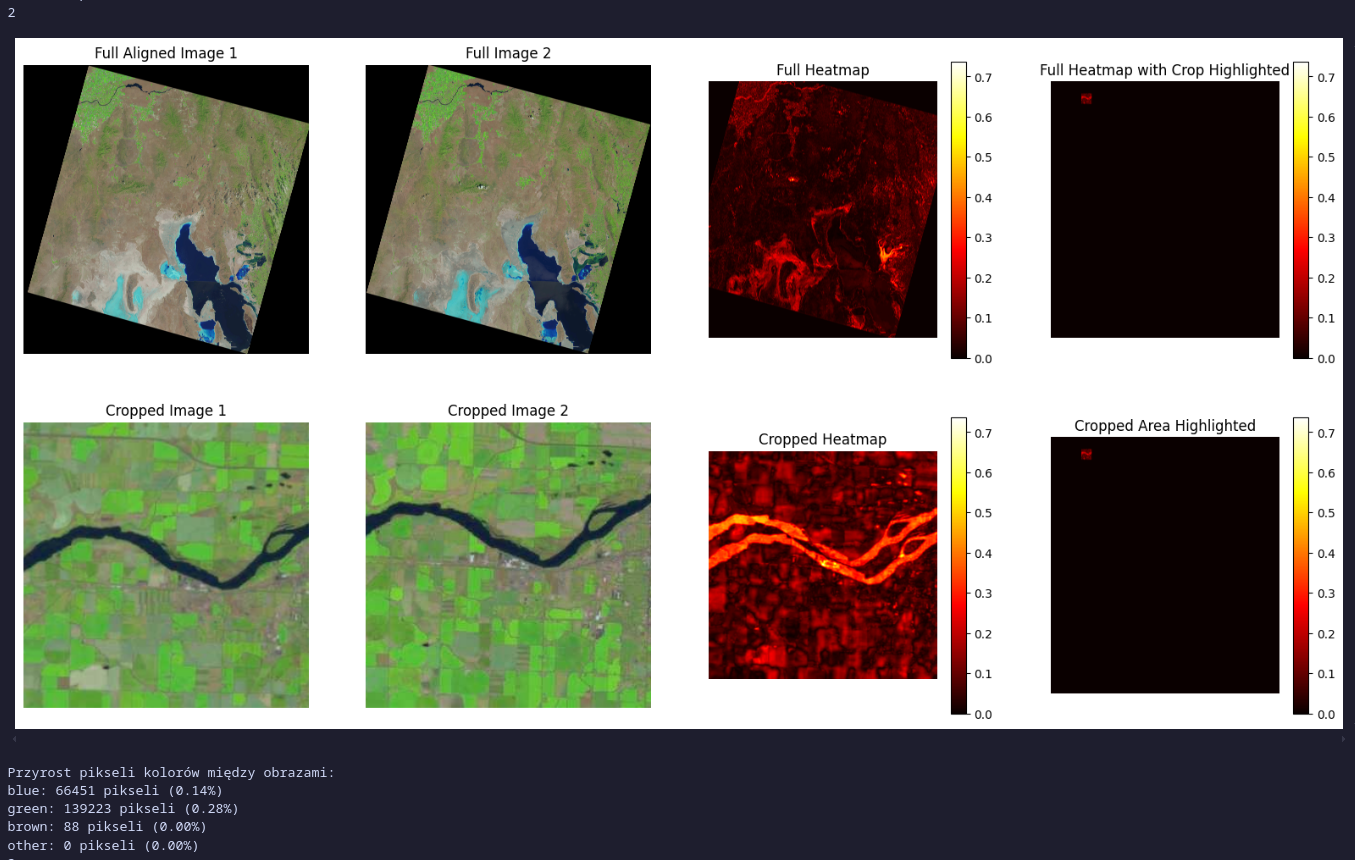 2
Full Aligned Image 1
Full Image 2
Full Heatmap
Full Heatmap with Crop Highlighted
0.7
0.6
0.5
0.4
0.3
0.2
0.1
0.0
0.7
0.6
0.5
0.4
0.3
0.2
0.1
0.0
Cropped Image 1
Cropped Image 2
Cropped Heatmap
Cropped Area Highlighted
0.7
0.6
0.5
0.4
0.3
0.2
0.1
0.0
0.7
0.6
0.5
0.4
0.3
0.2
0.1
0.0
Przyrost pikseli kolorów między obrazami:
blue: 66451 pikseli (0.14%)
green: 139223 pikseli (0.28%)
brown: 88 pikseli (0.00%)
other: 0 pikseli (0.00%)